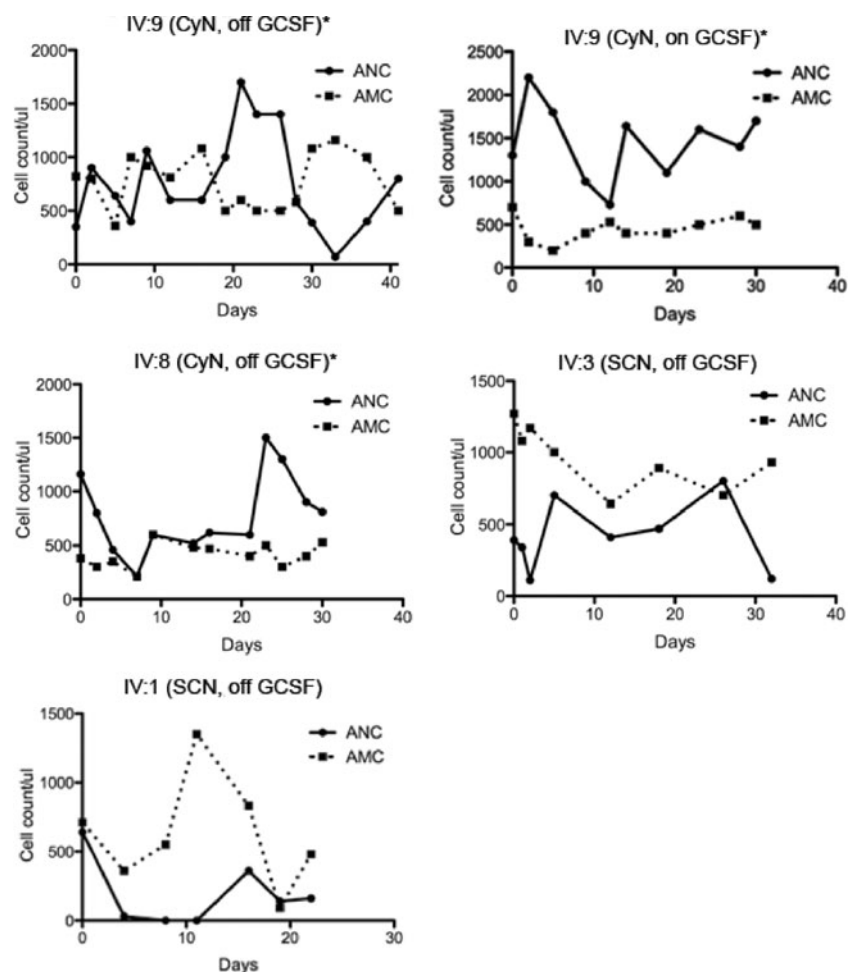 IV:9 (CyN, off GCSF)*
2000
1500
1000
500
0
Cell count/ul
ANC
AMC
0 10 20 30 40
Days
IV:9 (CyN, on GCSF)*
2500
2000
1500
1000
500
0
Cell count/ul
ANC
AMC
0 10 20 30 40
Days
IV:8 (CyN, off GCSF)*
2000
1500
1000
500
0
Cell count/ul
ANC
AMC
0 10 20 30 40
Days
IV:3 (SCN, off GCSF)
1500
1000
500
0
Cell count/ul
ANC
AMC
0 10 20 30 40
Days
IV:1 (SCN, off GCSF)
1500
1000
500
0
Cell count/ul
ANC
AMC
0 10 20 30
Days